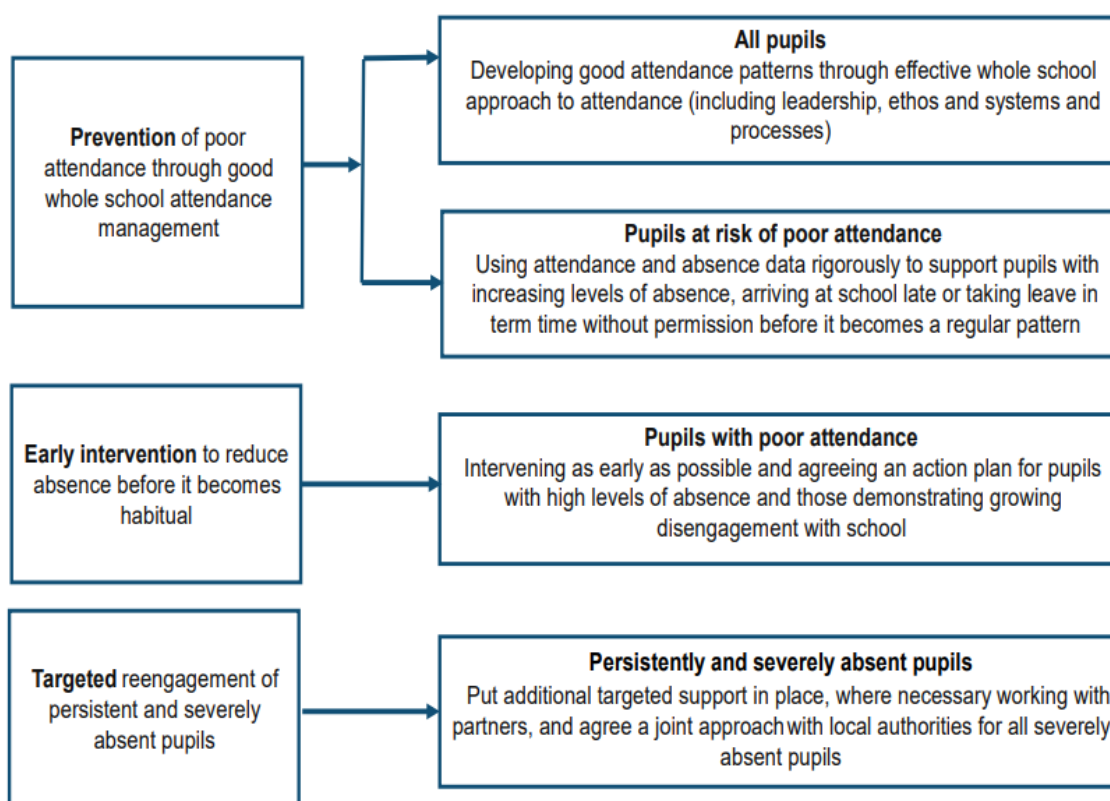 Prevention of poor
attendance through good
whole school attendance
management
All pupils
Developing good attendance patterns through effective whole school
approach to attendance (including leadership, ethos and systems and
processes)
Pupils at risk of poor attendance
Using attendance and absence data rigorously to support pupils with
increasing levels of absence, arriving at school late or taking leave in
term time without permission before it becomes a regular pattern
Early intervention to reduce
absence before it becomes
habitual
Pupils with poor attendance
Intervening as early as possible and agreeing an action plan for pupils
with high levels of absence and those demonstrating growing
disengagement with school
Targeted reengagement of
persistent and severely
absent pupils
Persistently and severely absent pupils
Put additional targeted support in place, where necessary working with
partners, and agree a joint approach with local authorities for all severely
absent pupils